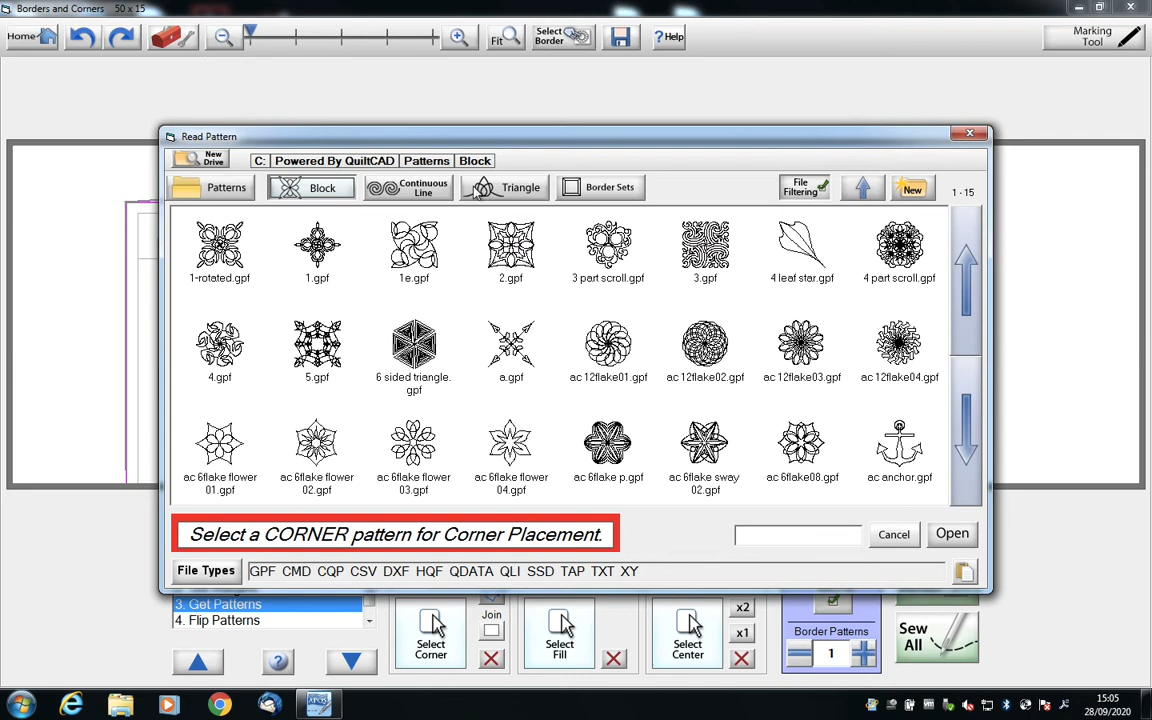 Borders and Corners 50 x 15
Home
Fit
Select
Border
?Help
Marking
Tool
Read Pattern
New
Drive
C: Powered By QuiltCAD Patterns Block
Patterns
Block
Continuous
Line
Triangle
Border Sets
File
Filtering
New
1 - 15
1-rotated.gpf
1.gpf
1e.gpf
2.gpf
3 part scroll.gpf
3.gpf
4 leaf star.gpf
4 part scroll.gpf
4.gpf
5.gpf
6 sided triangle.
gpf
a.gpf
ac 12flake01.gpf
ac 12flake02.gpf
ac 12flake03.gpf
ac 12flake04.gpf
ac 6flake flower
01.gpf
ac 6flake flower
02.gpf
ac 6flake flower
03.gpf
ac 6flake flower
04.gpf
ac 6flake p.gpf
ac 6flake sway
02.gpf
ac 6flake08.gpf
ac anchor.gpf
Select a CORNER pattern for Corner Placement.
Cancel
Open
File Types
GPF CMD CQP CSV DXF HQF QDATA QLI SSD TAP TXT XY
3. Get Patterns
4. Flip Patterns
Select
Corner
Join
Select
Fill
Select
Center
x2
x1
Border Patterns
1
Sew
All
15:05
28/09/2020